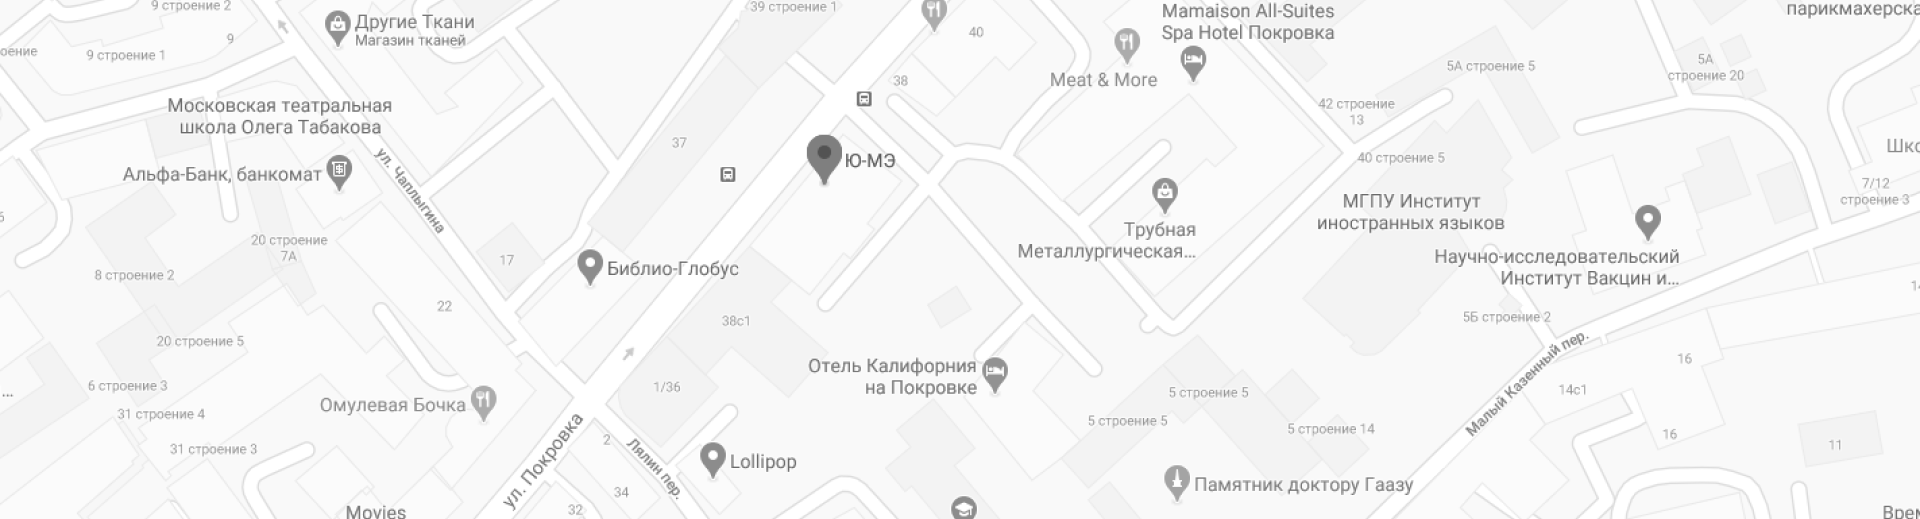 9 строение 2
Другие Ткани
Магазин тканей
39 строение 1
40
Mamaison All-Suites
Spa Hotel Покровка
парикмахерска
оение
9
9 строение 1
Meat & More
38
5А строение 5
5А
строение 20
Московская театральная
школа Олега Табакова
42 строение
13
37
ул. Чаплыгина
Альфа-Банк, банкомат
Ю-МЭ
40 строение 5
Шко
7/12
строение 3
МГПУ Институт
иностранных языков
Трубная
Металлургическая...
20 строение
7А
17
Библио-Глобус
8 строение 2
Научно-исследовательский
Институт Вакцин и...
22
38с1
5Б строение 2
20 строение 5
Отель Калифорния
на Покровке
Малый Казенный пер.
16
6 строение 3
1/36
5 строение 5
14с1
...
Омулевая Бочка
31 строение 4
5 строение 5
5 строение 14
16
11
31 строение 3
2
ул. Покровка
Лялин пер.
Lollipop
Памятник доктору Гаазу
34
32
Movies
Врем